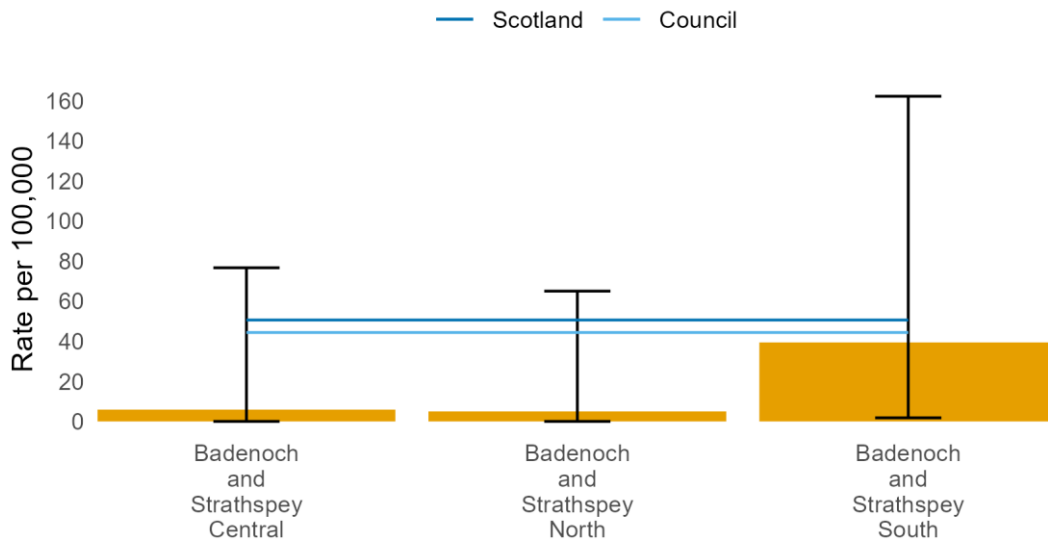 Scotland Council
Rate per 100,000
160
140
120
100
80
60
40
20
0
Badenoch
and
Strathspey
Central
Badenoch
and
Strathspey
North
Badenoch
and
Strathspey
South